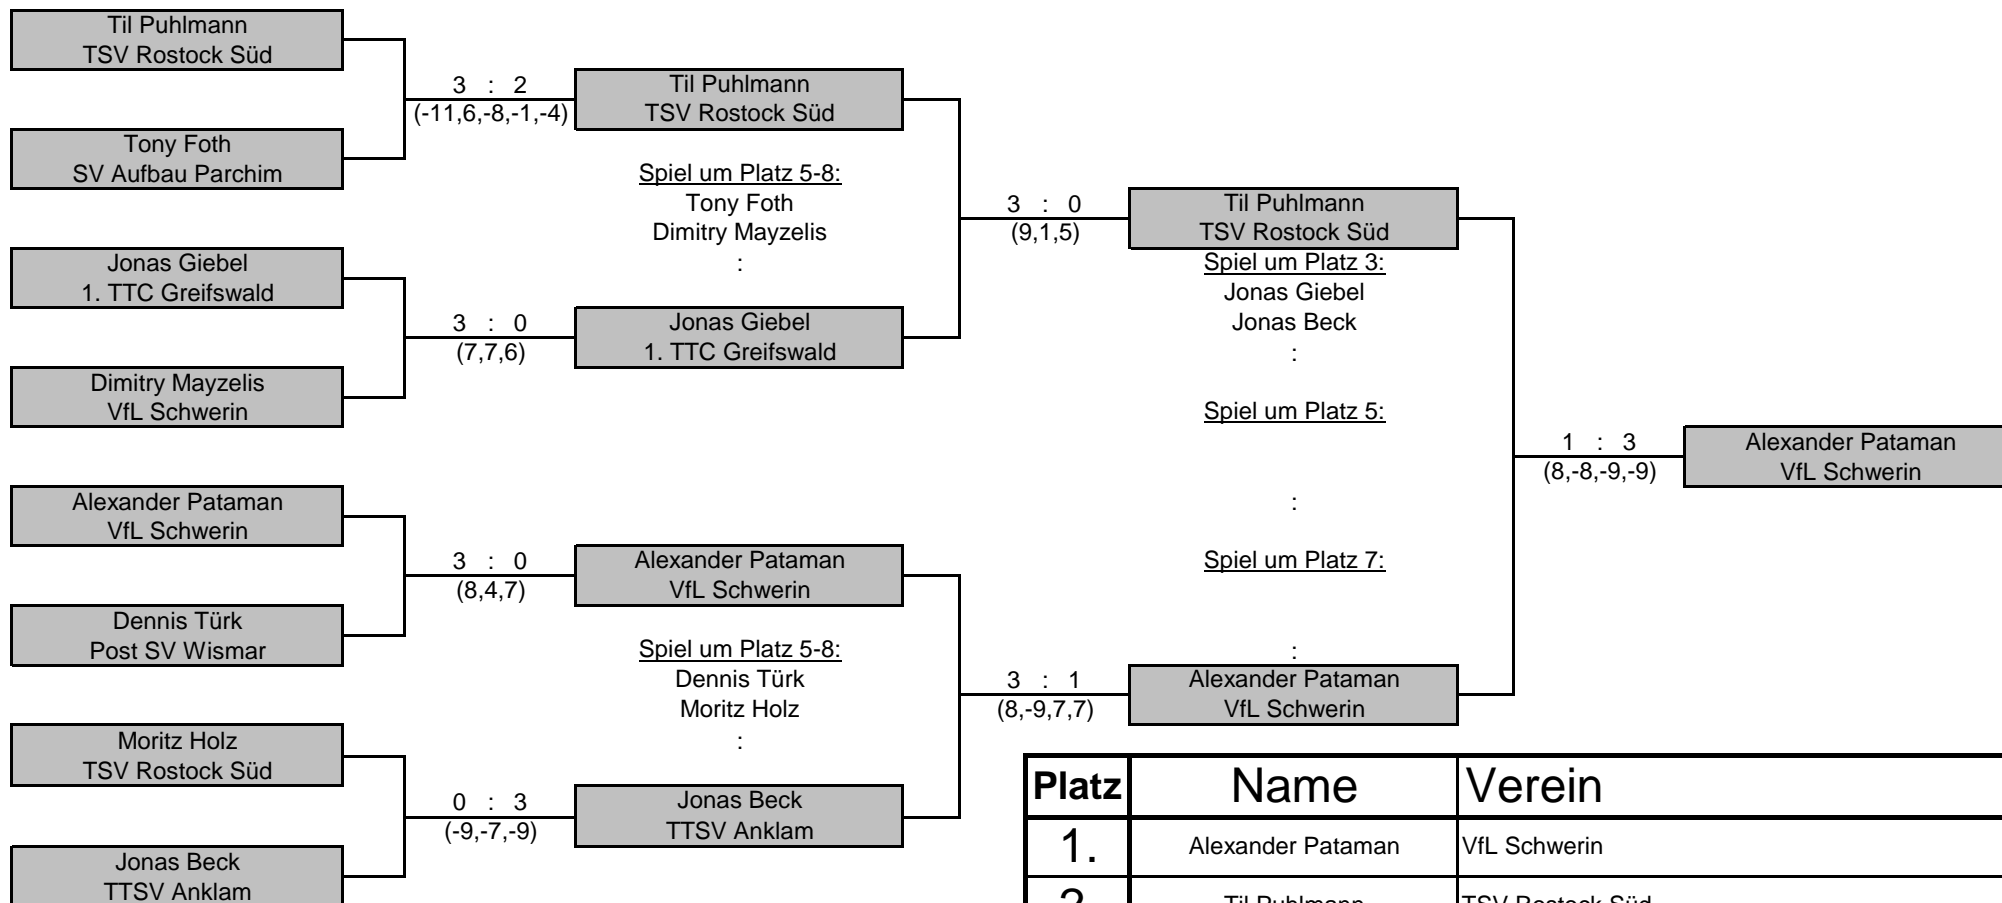 Til Puhlmann
TSV Rostock Süd
3 : 2
(-11,6,-8,-1,-4)
Tony Foth
SV Aufbau Parchim
Jonas Giebel
1. TTC Greifswald
3 : 0
(7,7,6)
Dimitry Mayzelis
VfL Schwerin
Alexander Pataman
VfL Schwerin
3 : 0
(8,4,7)
Dennis Türk
Post SV Wismar
Moritz Holz
TSV Rostock Süd
0 : 3
(-9,-7,-9)
Jonas Beck
TTSV Anklam
Til Puhlmann
TSV Rostock Süd
Spiel um Platz 5-8:
Tony Foth
Dimitry Mayzelis
:
Jonas Giebel
1. TTC Greifswald
3 : 0
(9,1,5)
Alexander Pataman
VfL Schwerin
Spiel um Platz 5-8:
Dennis Türk
Moritz Holz
:
Jonas Beck
TTSV Anklam
3 : 1
(8,-9,7,7)
Til Puhlmann
TSV Rostock Süd
Spiel um Platz 3:
Jonas Giebel
Jonas Beck
:
Spiel um Platz 5:
:
Spiel um Platz 7:
:
Alexander Pataman
VfL Schwerin
1 : 3
(8,-8,-9,-9)
Alexander Pataman
VfL Schwerin
Platz Name Verein
1. Alexander Pataman VfL Schwerin
2. Til Puhlmann TSV Rostock Süd